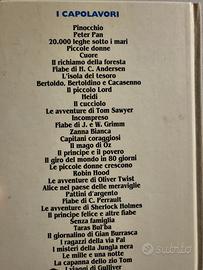 I CAPOLAVORI
Pinocchio
Peter Pan
20.000 leghe sotto i mari
Piccole donne
Cuore
Il richiamo della foresta
Fiabe di H. C. Andersen
L'isola del tesoro
Bertoldo, Bertoldino e Cacasenno
Il piccolo Lord
Heidi
Il cucciolo
Le avventure di Tom Sawyer
Incompreso
Fiabe di J. e W. Grimm
Zanna Bianca
Capitani coraggiosi
Il mago di Oz
Il principe e il povero
Il giro del mondo in 80 giorni
Robin Hood
Le piccole donne crescono
Le avventure di Oliver Twist
Alice nel paese delle meraviglie
Pattini d'argento
Fiabe di C. Perrault
Le avventure di Sherlock Holmes
Il principe felice e altre fiabe
Senza famiglia
Taras Bul'ba
Il giornalino di Gian Burrasca
I ragazzi della via Pal
I misteri della Jungla nera
Le mille e una notte
La capanna dello zio Tom
I viaggi di Gulliver
subito